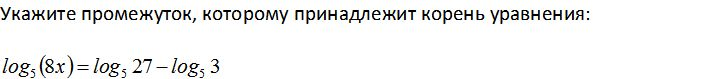 Укажите промежуток, которому принадлежит корень уравнения:
log₅(8x) = log₅ 27 − log₅ 3